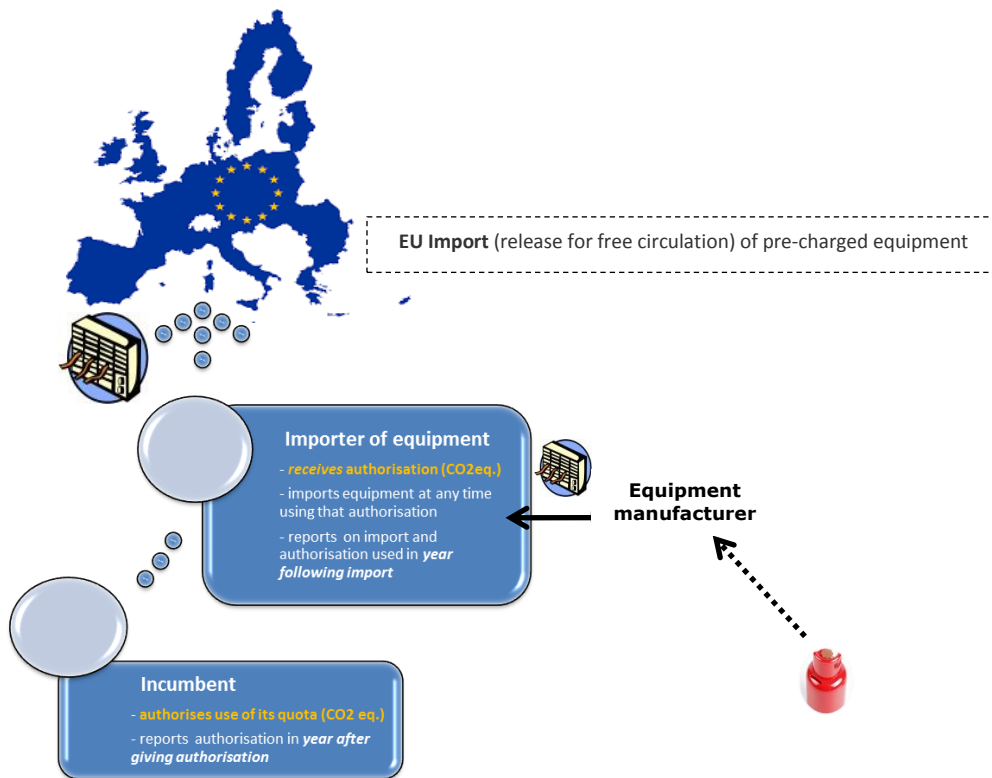 EU Import (release for free circulation) of pre-charged equipment
Importer of equipment
- receives authorisation (CO2eq.)
- imports equipment at any time
using that authorisation
- reports on import and
authorisation used in year
following import
Equipment
manufacturer
Incumbent
- authorises use of its quota (CO2 eq.)
- reports authorisation in year after
giving authorisation